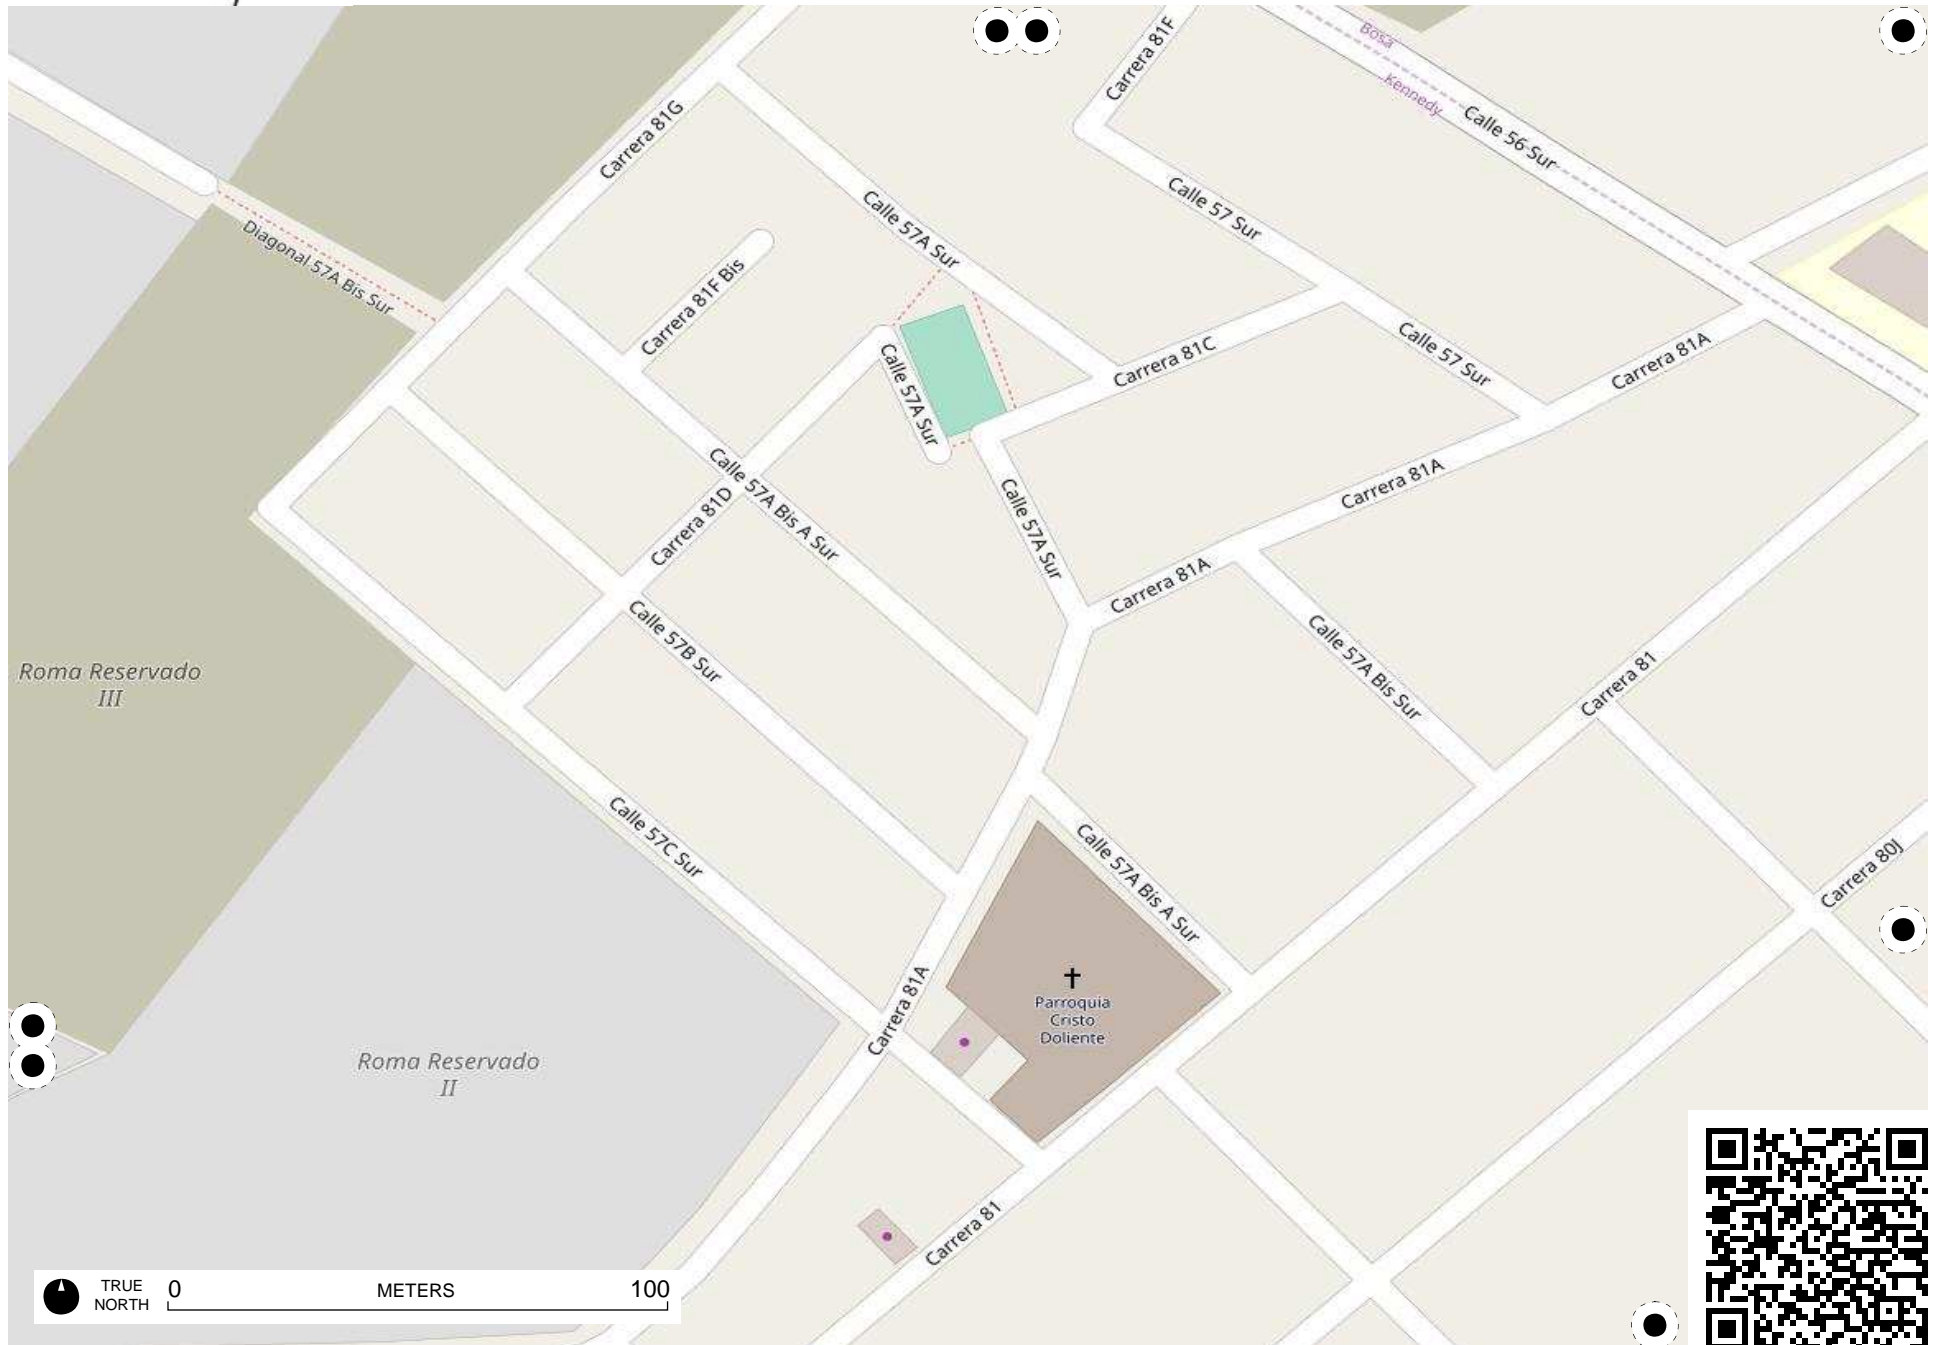 Carrera 81F
Bosa
Kennedy
Calle 56 Sur
Carrera 81G
Calle 57 Sur
Calle 57A Sur
Diagonal 57A Bis Sur
Carrera 81F Bis
Calle 57A Sur
Carrera 81C
Calle 57 Sur
Carrera 81A
Calle 57A Bis A Sur
Carrera 81D
Calle 57A Sur
Carrera 81A
Carrera 81A
Calle 57B Sur
Calle 57A Bis Sur
Carrera 81
Roma Reservado
III
Calle 57C Sur
Calle 57A Bis A Sur
Carrera 80J
Carrera 81A
Parroquia
Cristo
Doliente
Roma Reservado
II
Carrera 81
TRUE
NORTH
0 METERS 100